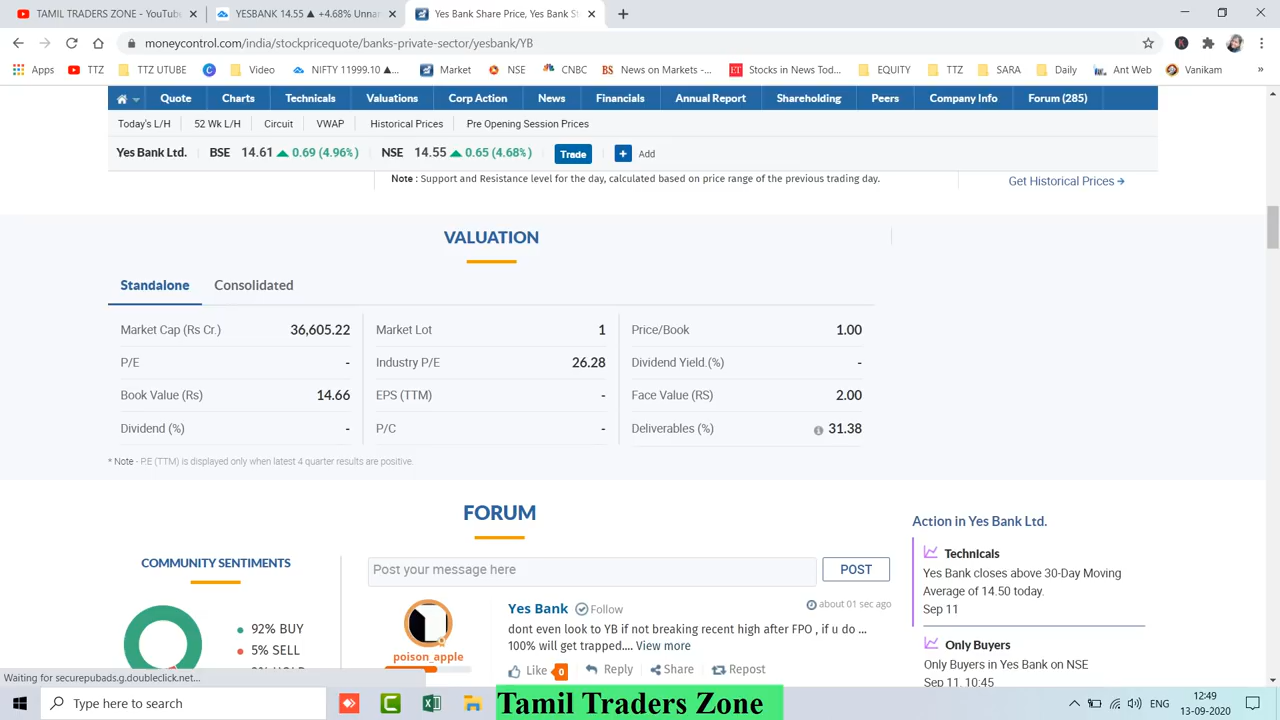 TAMIL TRADERS ZONE - YouTub
YESBANK 14.55 ▲ +4.68% Unnar
Yes Bank Share Price, Yes Bank St
moneycontrol.com/india/stockpricequote/banks-private-sector/yesbank/YB
Apps TTZ TTZ UTUBE Video NIFTY 11999.10 ▲... Market NSE CNBC News on Markets -... Stocks in News Tod... EQUITY TTZ SARA Daily Ant Web Vanikam »
Quote Charts Technicals Valuations Corp Action News Financials Annual Report Shareholding Peers Company Info Forum (285)
Today's L/H 52 Wk L/H Circuit VWAP Historical Prices Pre Opening Session Prices
Yes Bank Ltd. BSE 14.61 ▲ 0.69 (4.96%) NSE 14.55 ▲ 0.65 (4.68%) Trade + Add
Note : Support and Resistance level for the day, calculated based on price range of the previous trading day.
Get Historical Prices →
VALUATION
Standalone Consolidated
Market Cap (Rs Cr.) 36,605.22 Market Lot 1 Price/Book 1.00
P/E - Industry P/E 26.28 Dividend Yield.(%) -
Book Value (Rs) 14.66 EPS (TTM) - Face Value (RS) 2.00
Dividend (%) - P/C - Deliverables (%) 31.38
* Note - P.E (TTM) is displayed only when latest 4 quarter results are positive.
FORUM
COMMUNITY SENTIMENTS
92% BUY
5% SELL
Post your message here POST
Yes Bank Follow about 01 sec ago
dont even look to YB if not breaking recent high after FPO , if u do ...
100% will get trapped.... View more
poison_apple
Like 0 Reply Share Repost
Action in Yes Bank Ltd.
Technicals
Yes Bank closes above 30-Day Moving
Average of 14.50 today.
Sep 11
Only Buyers
Only Buyers in Yes Bank on NSE
Sep 11, 10:45
Waiting for securepubads.g.doubleclick.net...
Type here to search
Tamil Traders Zone
ENG
12:49
13-09-2020